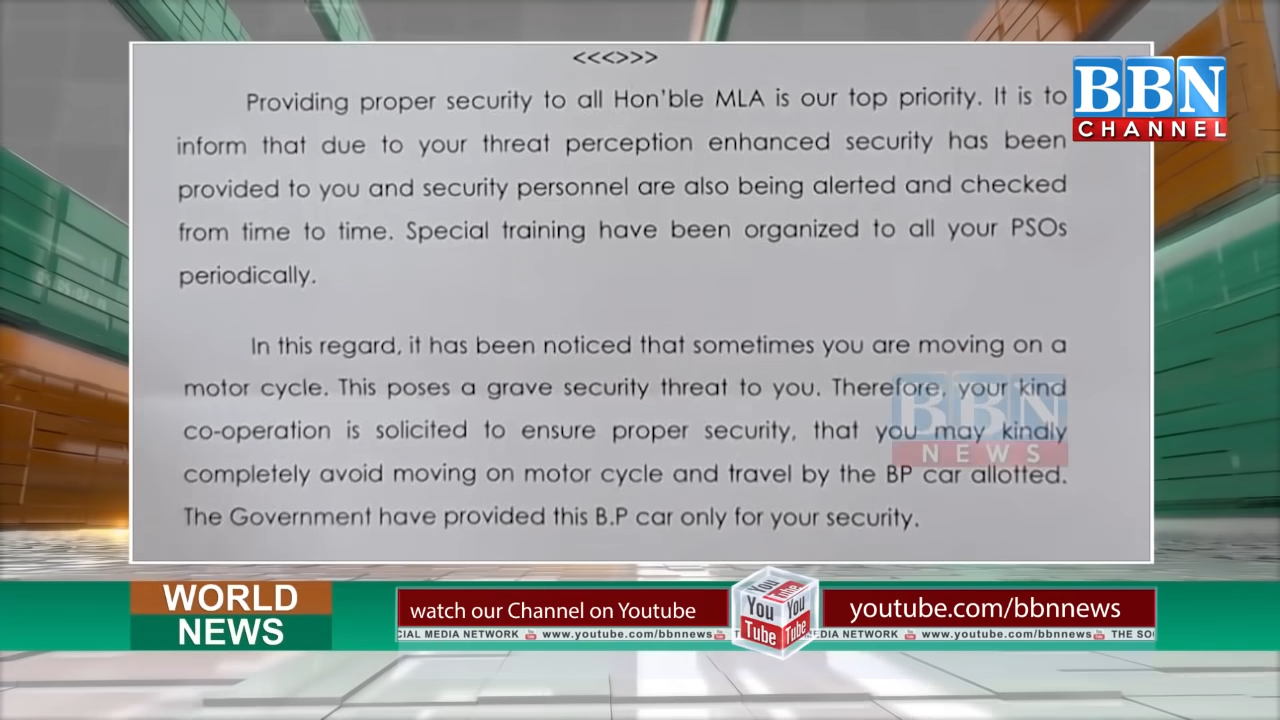 <<<>>>
Providing proper security to all Hon'ble MLA is our top priority. It is to
inform that due to your threat perception enhanced security has been
provided to you and security personnel are also being alerted and checked
from time to time. Special training have been organized to all your PSOs
periodically.
In this regard, it has been noticed that sometimes you are moving on a
motor cycle. This poses a grave security threat to you. Therefore, your kind
co-operation is solicited to ensure proper security, that you may kindly
completely avoid moving on motor cycle and travel by the BP car allotted.
The Government have provided this B.P car only for your security.
BBN
CHANNEL
BBN
NEWS
WORLD
NEWS
watch our Channel on Youtube
You
Tube
You
Tube
You
Tube
youtube.com/bbnnews
CIAL MEDIA NETWORK www.youtube.com/bbnnews T
EDIA NETWORK www.youtube.com/bbnnews THE SO